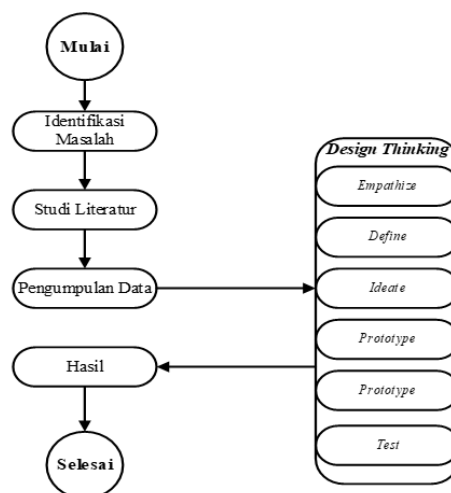 Mulai
Identifikasi
Masalah
Studi Literatur
Pengumpulan Data
Design Thinking
Empathize
Define
Ideate
Prototype
Prototype
Test
Hasil
Selesai